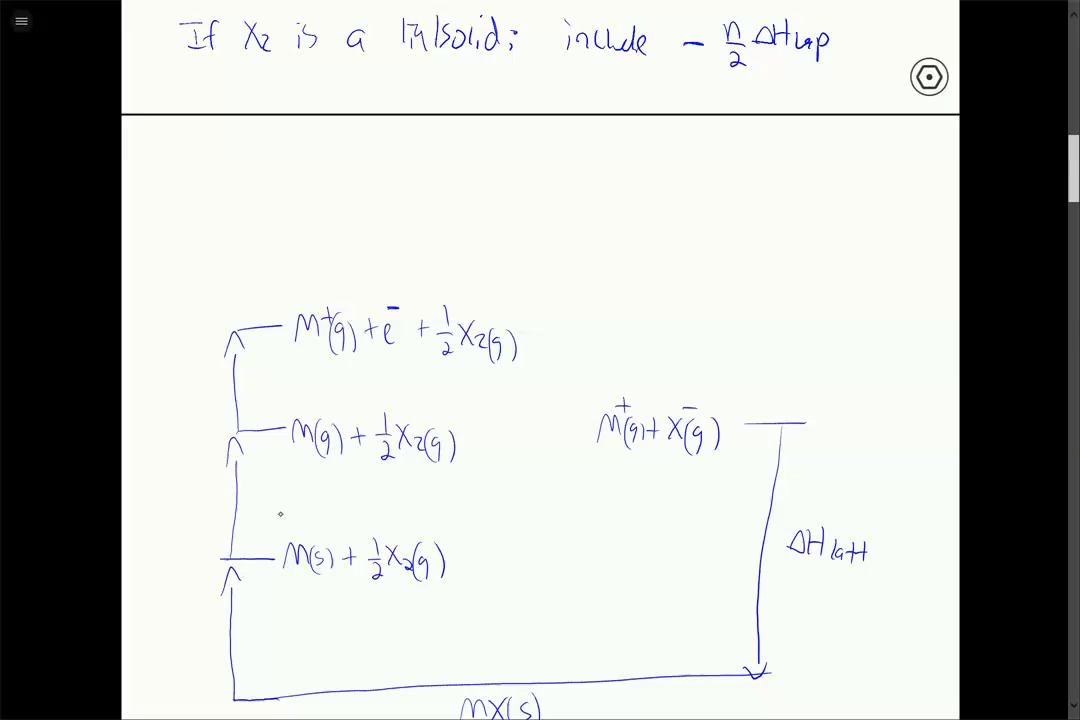 If X₂ is a liq/solid; include - n/2 ΔHvap
M⁺(g) + e⁻ + 1/2 X₂(g)
M(g) + 1/2 X₂(g)
M⁺(g) + X⁻(g)
ΔHlatt
M(s) + 1/2 X₂(g)
MX(s)